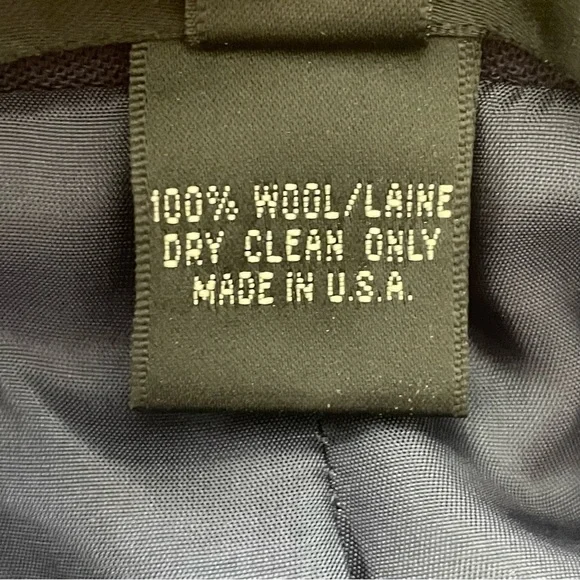 100% WOOL/LAINE
DRY CLEAN ONLY
MADE IN U.S.A.